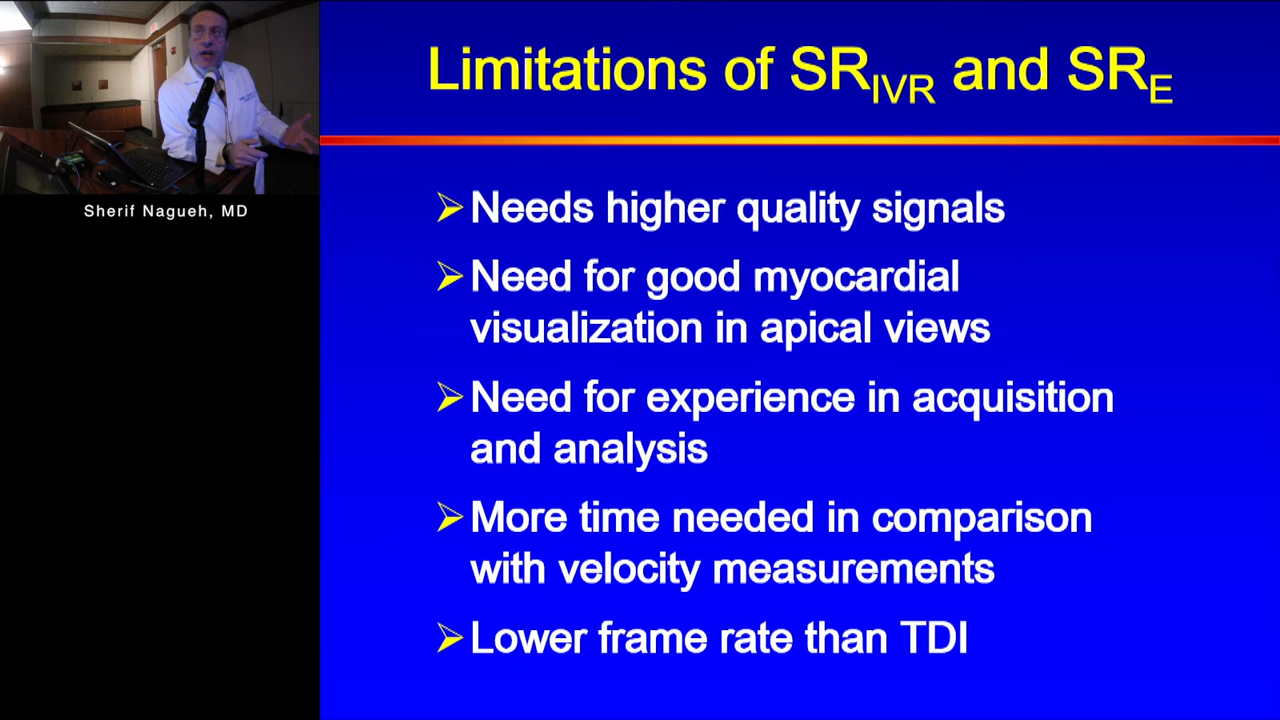 Limitations of SRIVR and SRE
Sherif Nagueh, MD
➢Needs higher quality signals
➢Need for good myocardial
visualization in apical views
➢Need for experience in acquisition
and analysis
➢More time needed in comparison
with velocity measurements
➢Lower frame rate than TDI